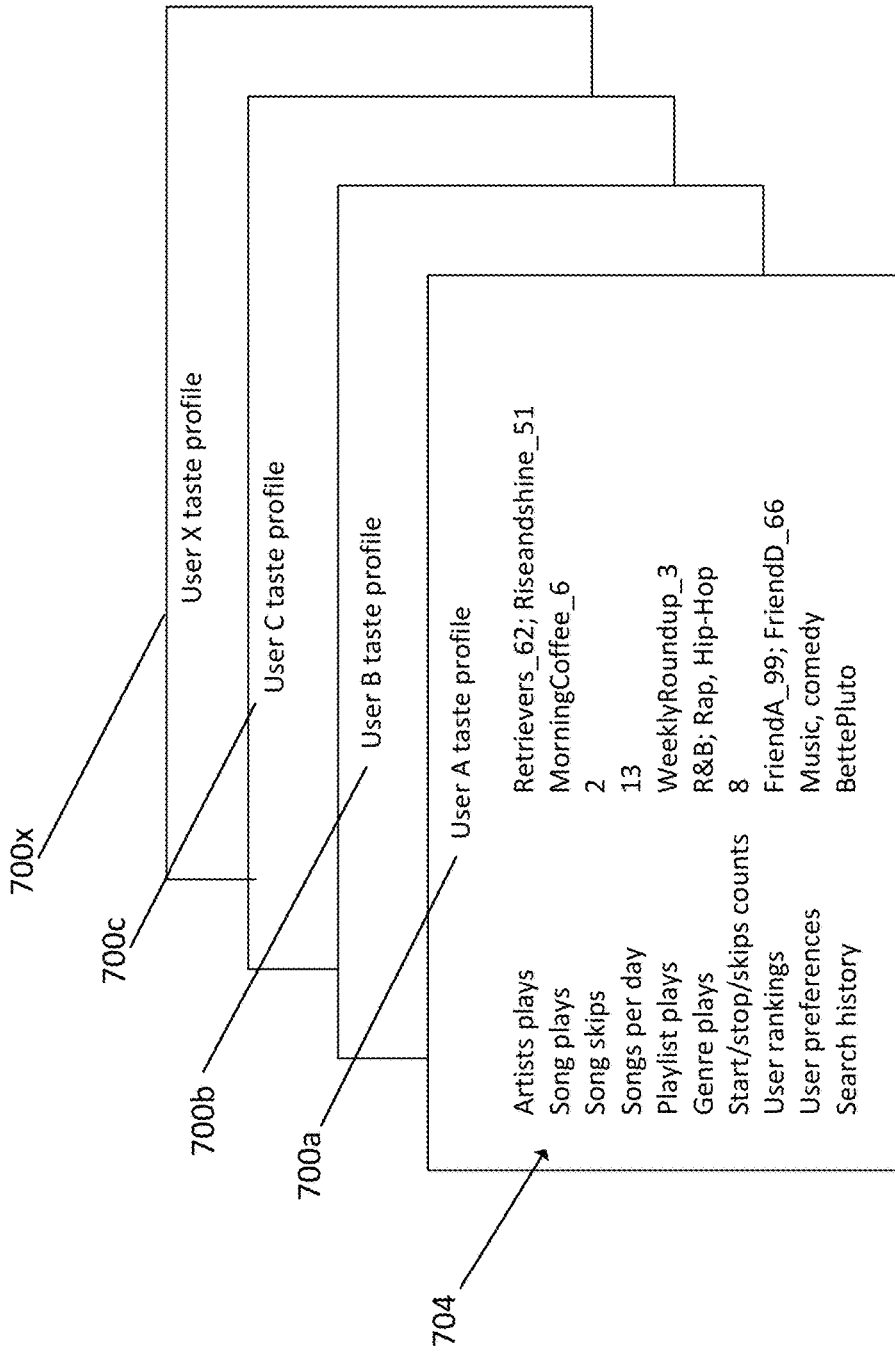 700x
User X taste profile
700c
User C taste profile
700b
User B taste profile
700a
User A taste profile
704
Artists plays Retrievers_62; Riseandshine_51
Song plays MorningCoffee_6
Song skips 2
Songs per day 13
Playlist plays WeeklyRoundup_3
Genre plays R&B; Rap, Hip-Hop
Start/stop/skips counts 8
User rankings FriendA_99; FriendD_66
User preferences Music, comedy
Search history BettePluto